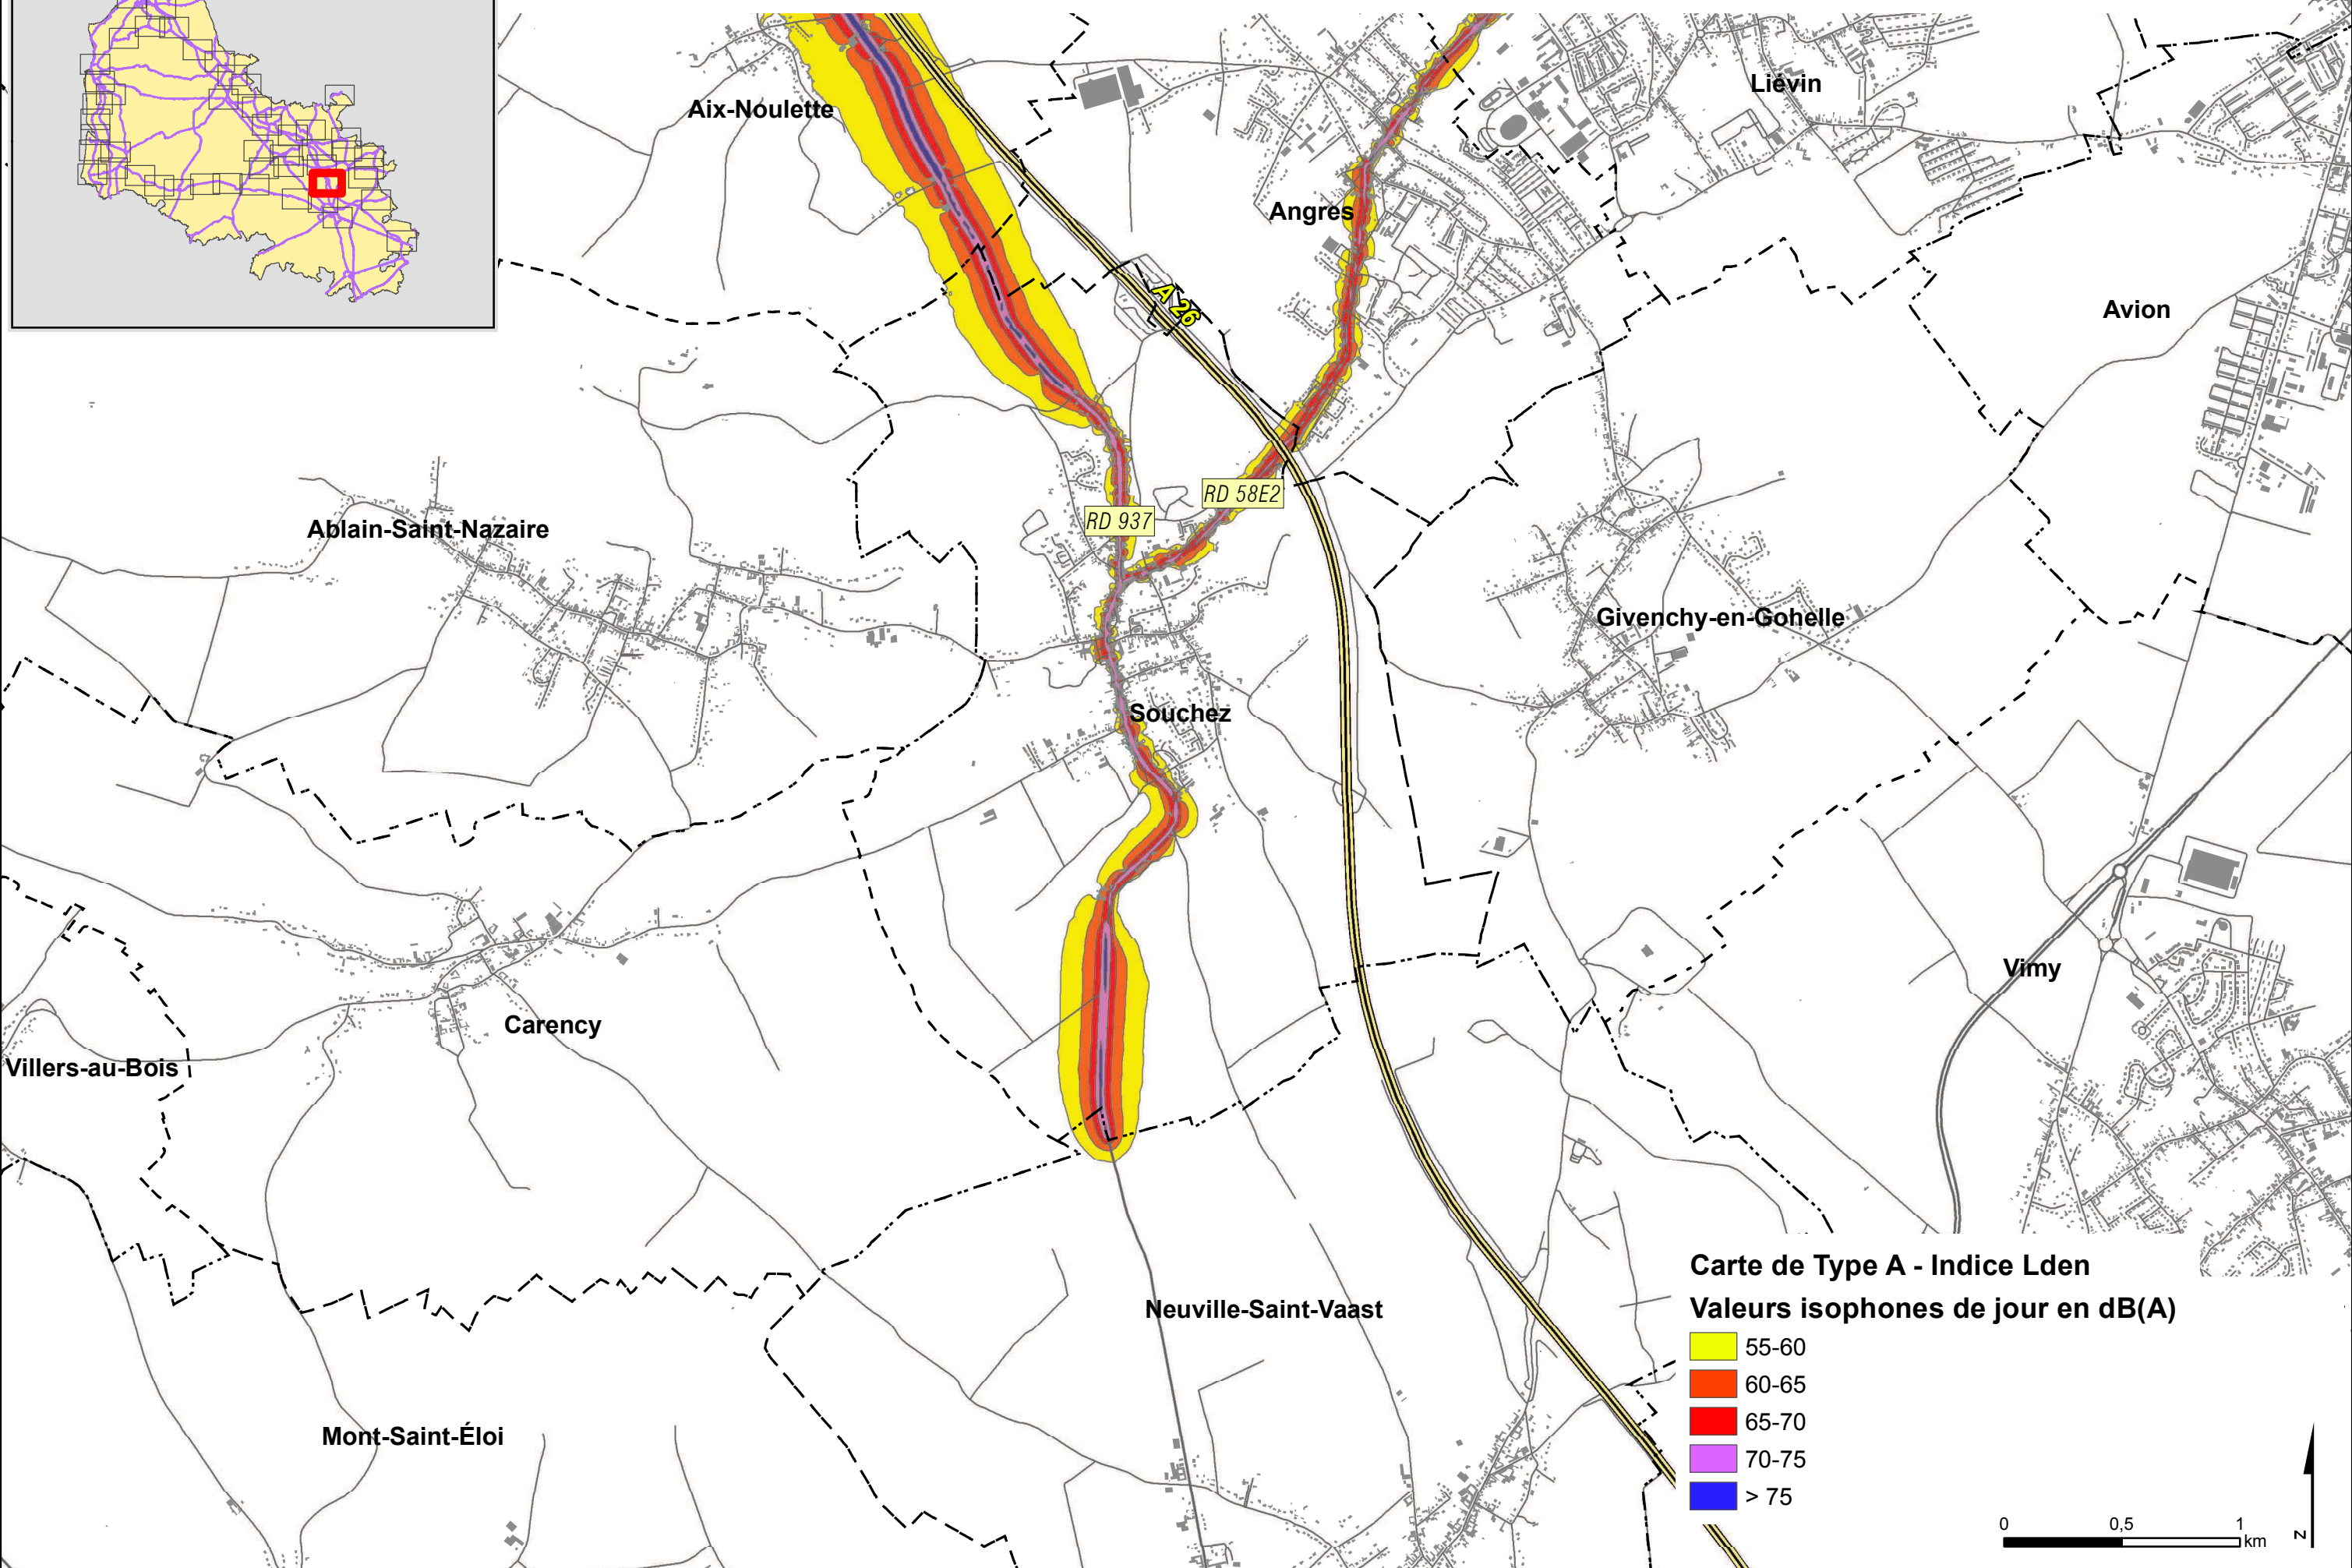 Liévin
Aix-Noulette
Angres
A 26
Avion
RD 58E2
RD 937
Ablain-Saint-Nazaire
Givenchy-en-Gohelle
Souchez
Vimy
Carency
Villers-au-Bois
Neuville-Saint-Vaast
Mont-Saint-Éloi
Carte de Type A - Indice Lden
Valeurs isophones de jour en dB(A)
55-60
60-65
65-70
70-75
> 75
0 0,5 1
km
N